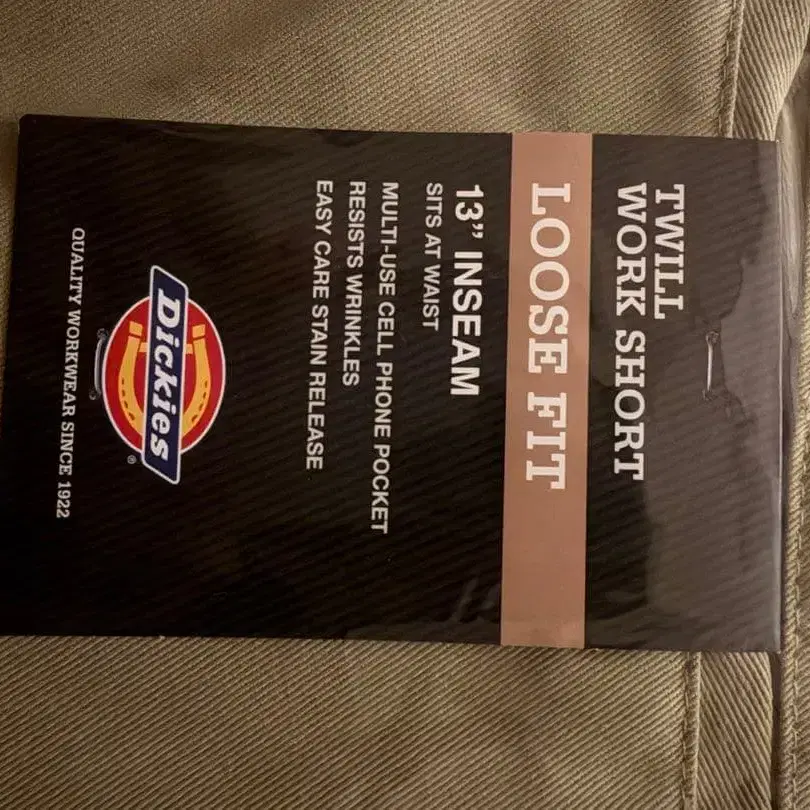 TWILL
WORK SHORT
LOOSE FIT
13” INSEAM
SITS AT WAIST
MULTI-USE CELL PHONE POCKET
RESISTS WRINKLES
EASY CARE STAIN RELEASE
Dickies®
QUALITY WORKWEAR SINCE 1922